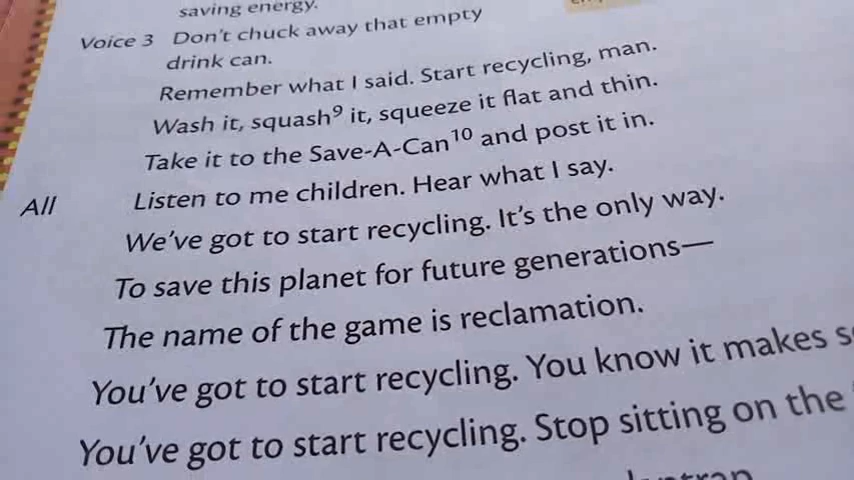 saving energy.
Voice 3 Don't chuck away that empty
drink can.
Remember what I said. Start recycling, man.
Wash it, squash⁹ it, squeeze it flat and thin.
Take it to the Save-A-Can¹⁰ and post it in.
All Listen to me children. Hear what I say.
We've got to start recycling. It's the only way.
To save this planet for future generations—
The name of the game is reclamation.
You've got to start recycling. You know it makes
You've got to start recycling. Stop sitting on the